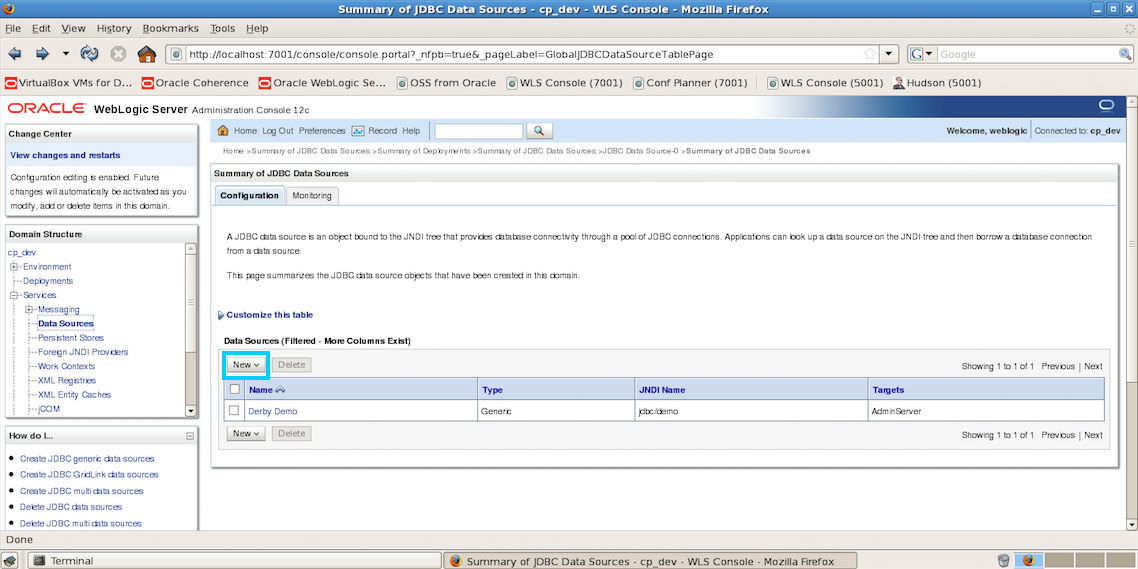 Summary of JDBC Data Sources - cp_dev - WLS Console - Mozilla Firefox
File Edit View History Bookmarks Tools Help
http://localhost:7001/console/console.portal?_nfpb=true&_pageLabel=GlobalJDBCDataSourceTablePage
Google
VirtualBox VMs for D... Oracle Coherence Oracle WebLogic Se... OSS from Oracle WLS Console (7001) Conf Planner (7001) WLS Console (5001) Hudson (5001)
ORACLE WebLogic Server Administration Console 12c
Change Center
View changes and restarts
Configuration editing is enabled. Future
changes will automatically be activated as you
modify, add or delete items in this domain.
Domain Structure
cp_dev
Environment
Deployments
Services
Messaging
Data Sources
Persistent Stores
Foreign JNDI Providers
Work Contexts
XML Registries
XML Entity Caches
jCOM
How do I...
Create JDBC generic data sources
Create JDBC GridLink data sources
Create JDBC multi data sources
Delete JDBC data sources
Delete JDBC multi data sources
Home Log Out Preferences Record Help
Welcome, weblogic Connected to: cp_dev
Home >Summary of JDBC Data Sources >Summary of Deployments >Summary of JDBC Data Sources >JDBC Data Source-0 >Summary of JDBC Data Sources
Summary of JDBC Data Sources
Configuration Monitoring
A JDBC data source is an object bound to the JNDI tree that provides database connectivity through a pool of JDBC connections. Applications can look up a data source on the JNDI tree and then borrow a database connection
from a data source.
This page summarizes the JDBC data source objects that have been created in this domain.
Customize this table
Data Sources (Filtered - More Columns Exist)
New Delete
Showing 1 to 1 of 1 Previous | Next
Name Type JNDI Name Targets
Derby Demo Generic jdbc/demo AdminServer
New Delete
Showing 1 to 1 of 1 Previous | Next
Done
Terminal
Summary of JDBC Data Sources - cp_dev - WLS Console - Mozilla Firefox